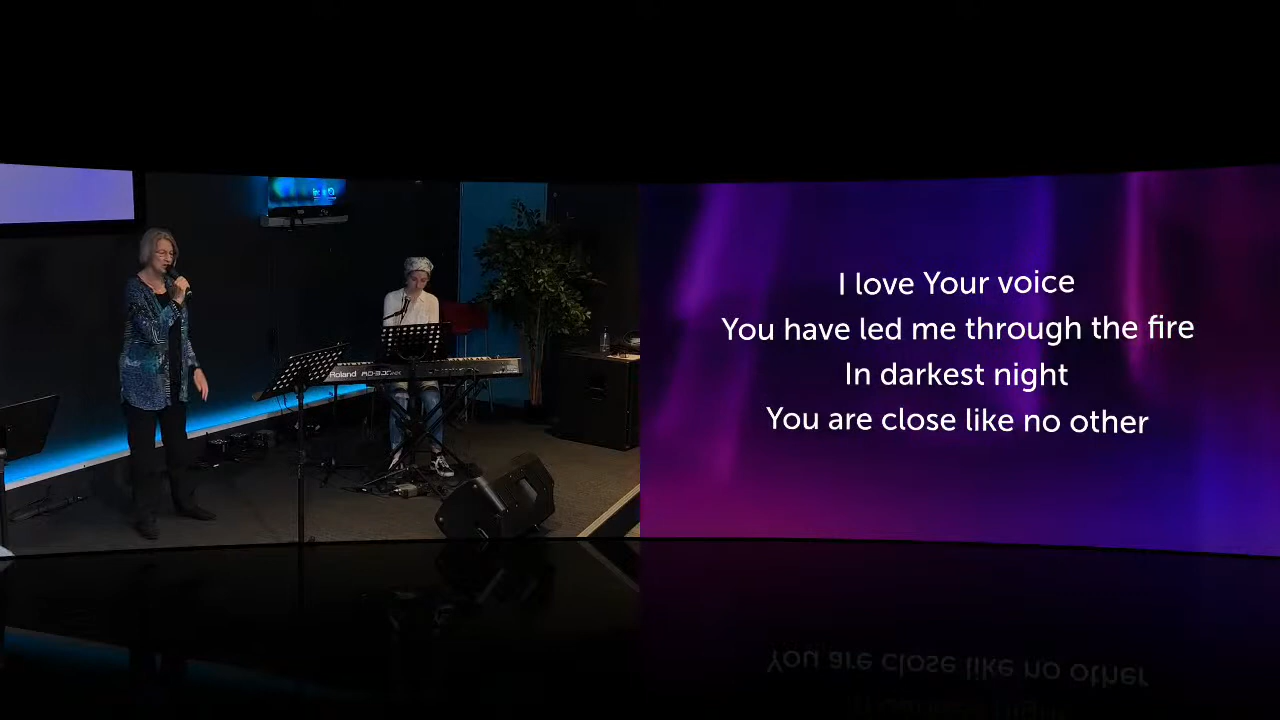 I love Your voice
You have led me through the fire
In darkest night
You are close like no other
Roland